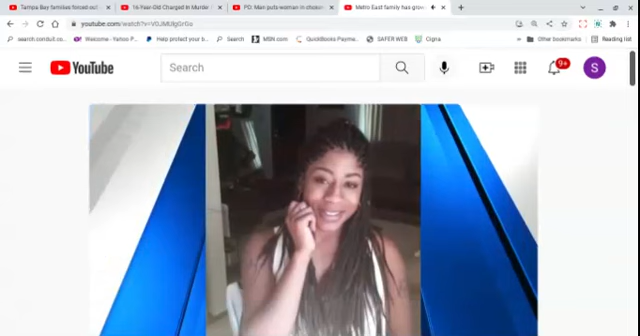 Tampa Bay families forced out
16-Year-Old Charged in Murder
PD: Man puts woman in choke
Metro East family has grow
youtube.com/watch?v=
search.conduit.co...
Welcome - Yahoo - P...
Help protect your b...
Search
MSN.com
QuickBooks Payme...
SAFER WEB
Cigna
Other bookmarks
Reading list
YouTube
Search
9+
S